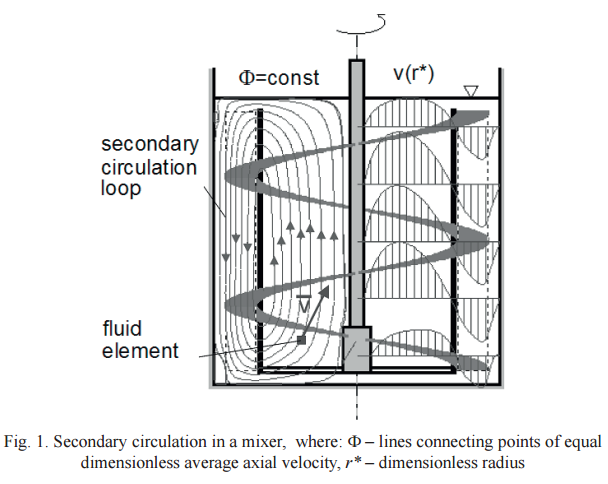 Φ=const
v(r*)
secondary
circulation
loop
v
fluid
element
Fig. 1. Secondary circulation in a mixer, where: Φ – lines connecting points of equal
dimensionless average axial velocity, r* – dimensionless radius